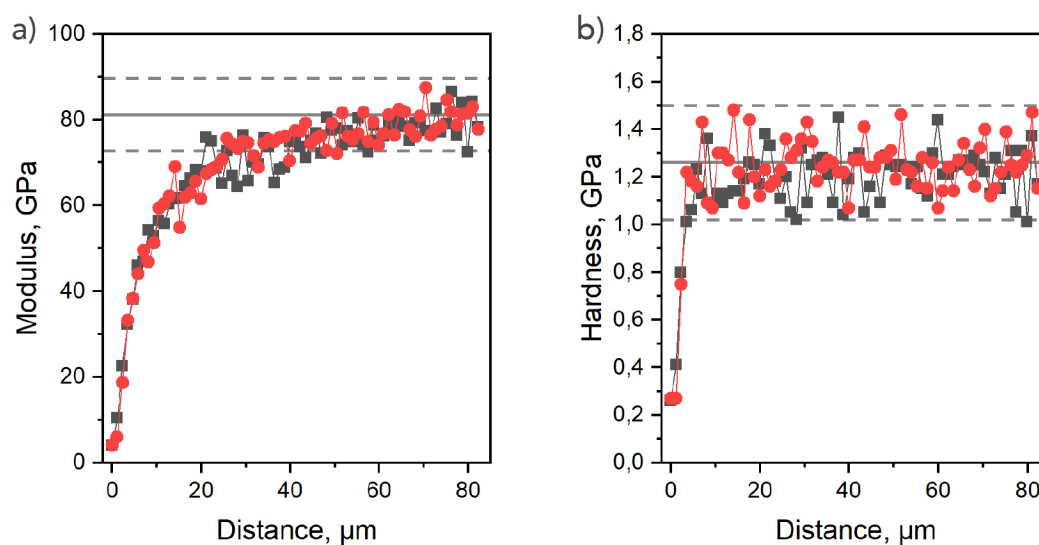 a)
Modulus, GPa
100
80
60
40
20
0
0 20 40 60 80
Distance, μm
b)
Hardness, GPa
1,8
1,6
1,4
1,2
1,0
0,8
0,6
0,4
0,2
0,0
0 20 40 60 80
Distance, μm